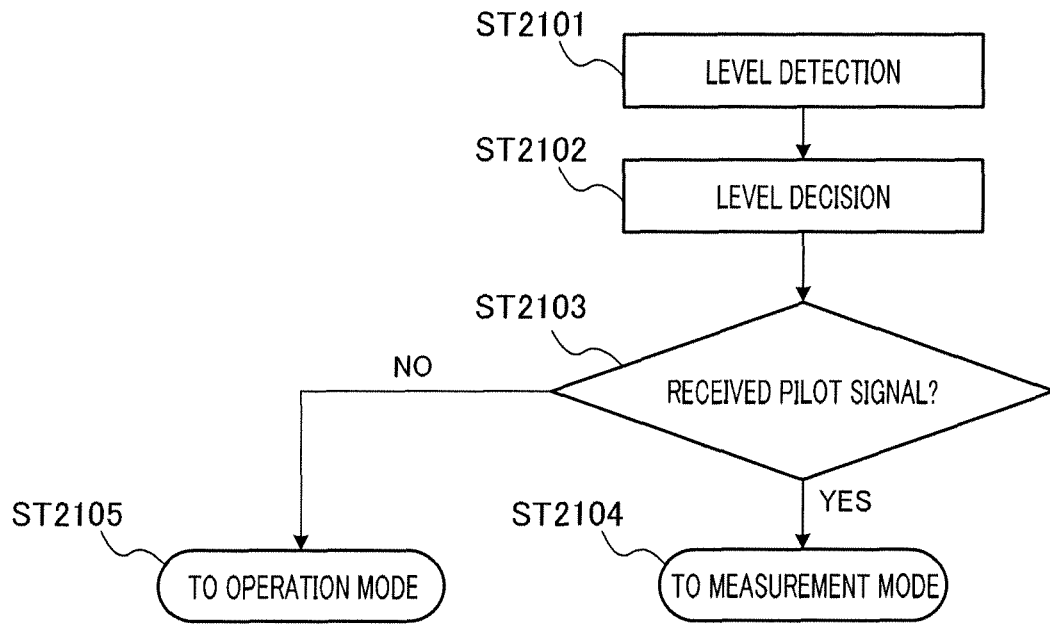 ST2101
LEVEL DETECTION
ST2102
LEVEL DECISION
ST2103
RECEIVED PILOT SIGNAL?
NO
YES
ST2105
TO OPERATION MODE
ST2104
TO MEASUREMENT MODE